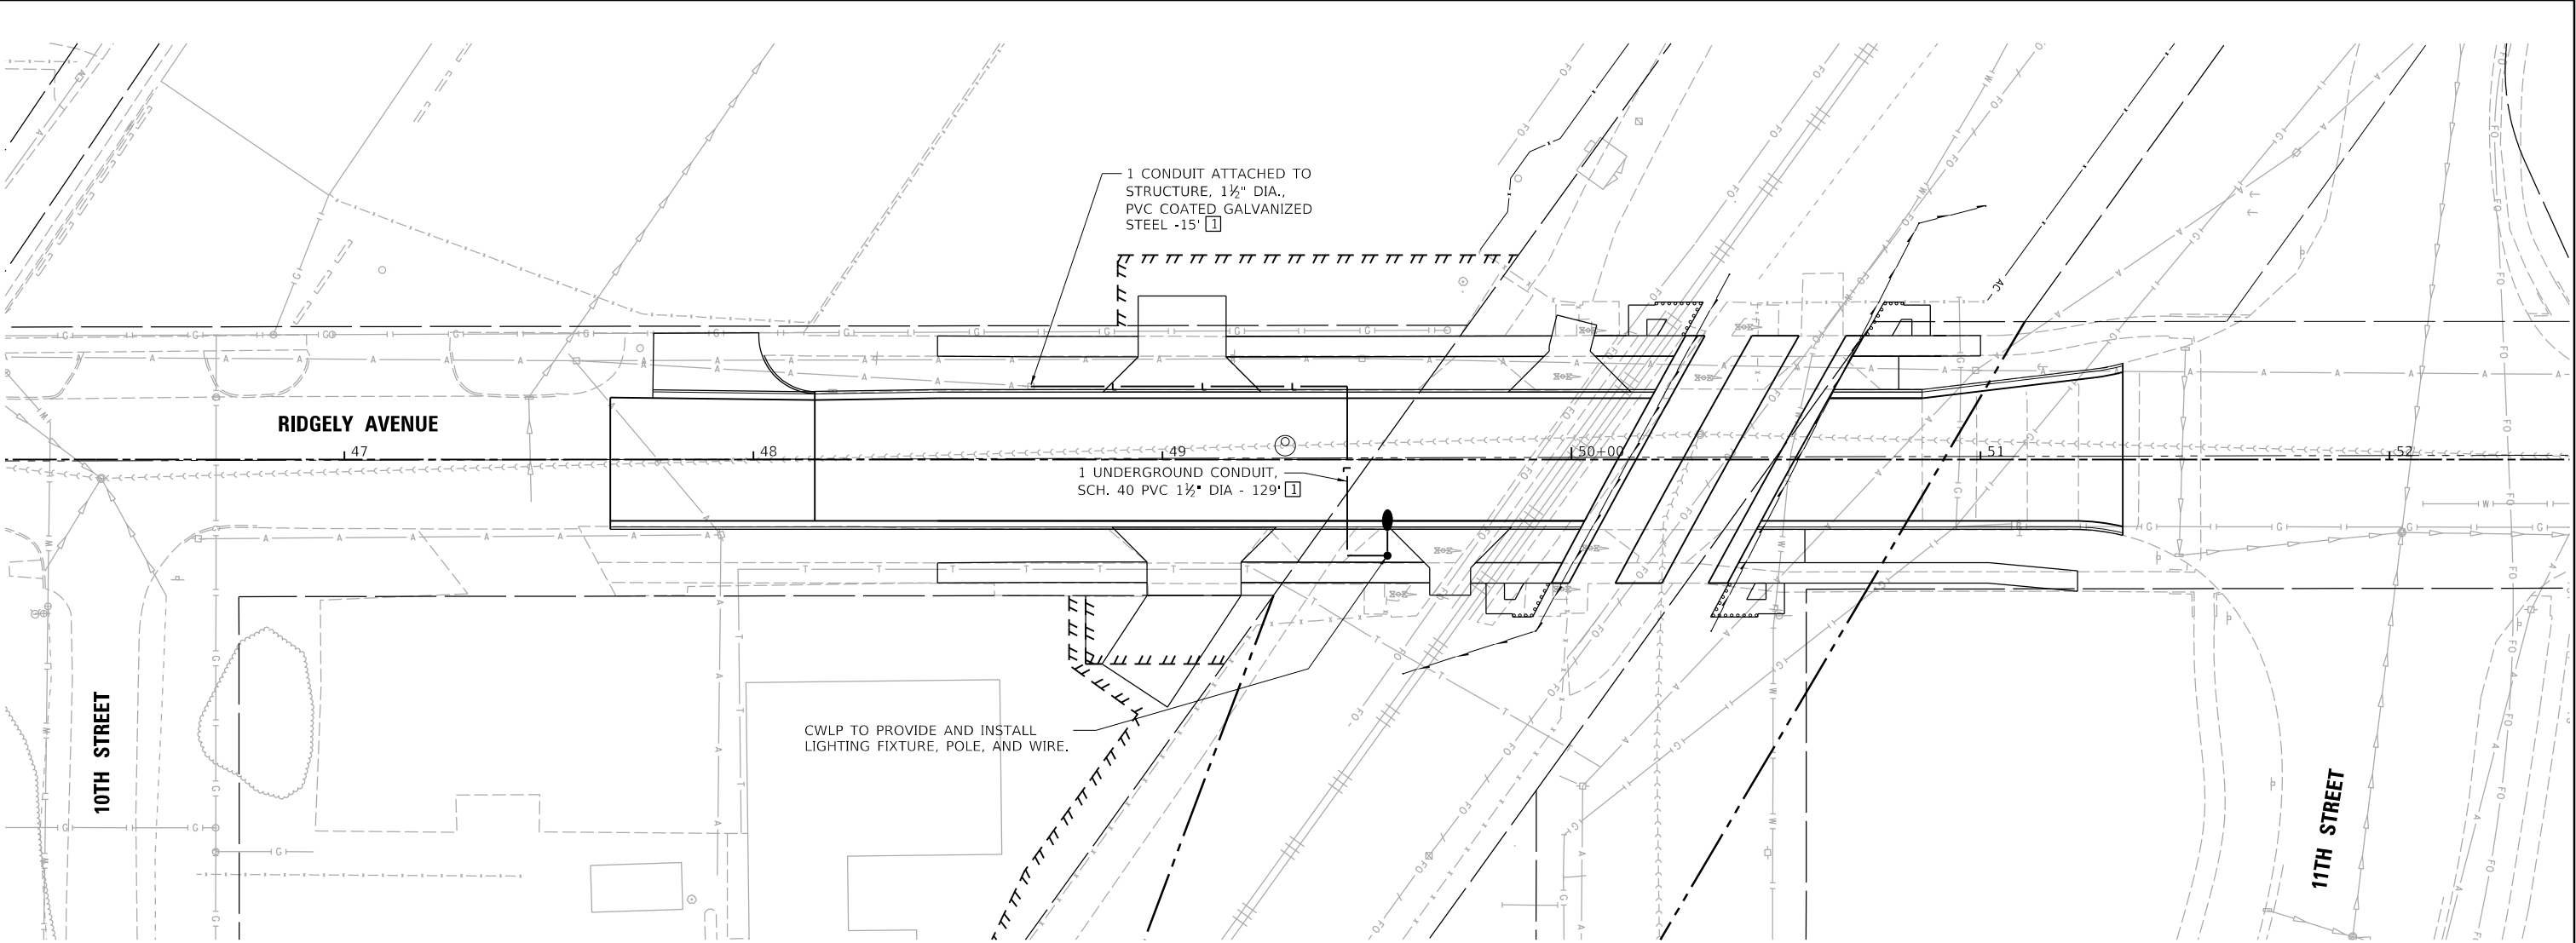 1 CONDUIT ATTACHED TO
STRUCTURE, 1½" DIA.,
PVC COATED GALVANIZED
STEEL -15' 1
AC
RIDGELY AVENUE
47
48
49
50+00
51
52
1 UNDERGROUND CONDUIT,
SCH. 40 PVC 1½" DIA - 129' 1
CWLP TO PROVIDE AND INSTALL
LIGHTING FIXTURE, POLE, AND WIRE.
10TH STREET
11TH STREET